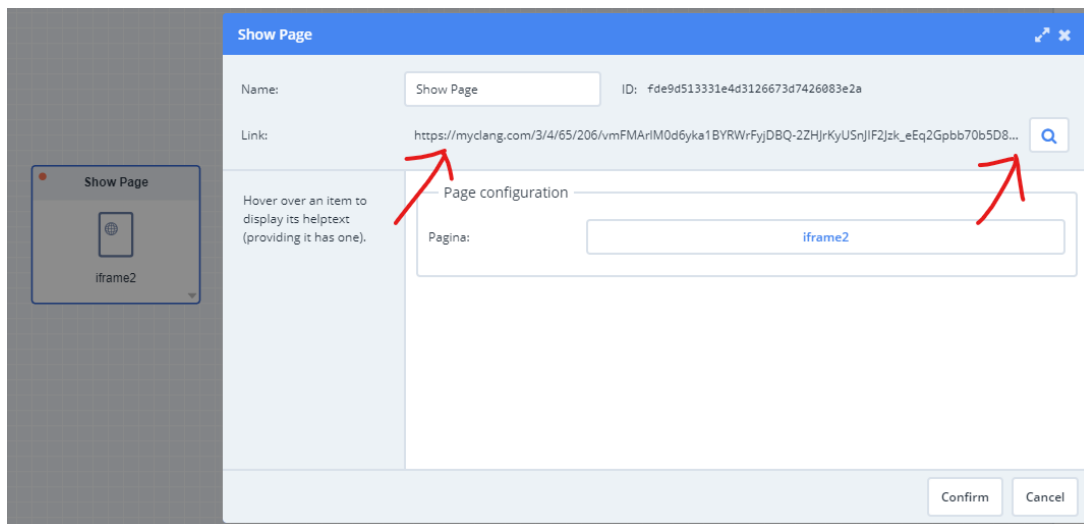 Show Page
Name:
Show Page
ID: fde9d513331e4d3126673d7426083e2a
Link:
https://myclang.com/3/4/65/206/vmFMArIM0d6yka1BYRWrFyjDBQ-2ZHJrKyUSnJIF2Jzk_eEq2Gpbb70b5D8...
Show Page
iframe2
Hover over an item to
display its helptext
(providing it has one).
Page configuration
Pagina:
iframe2
Confirm
Cancel